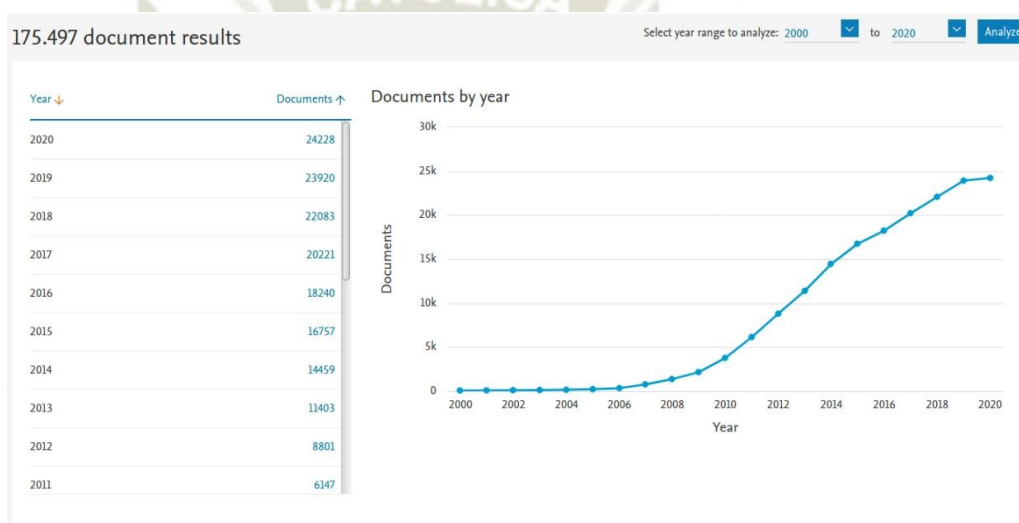 CATOLICA
175.497 document results
Select year range to analyze: 2000 to 2020 Analyze
Year Documents
2020 24228
2019 23920
2018 22083
2017 20221
2016 18240
2015 16757
2014 14459
2013 11403
2012 8801
2011 6147
Documents by year
30k
25k
20k
15k
10k
5k
0
Documents
2000 2002 2004 2006 2008 2010 2012 2014 2016 2018 2020
Year